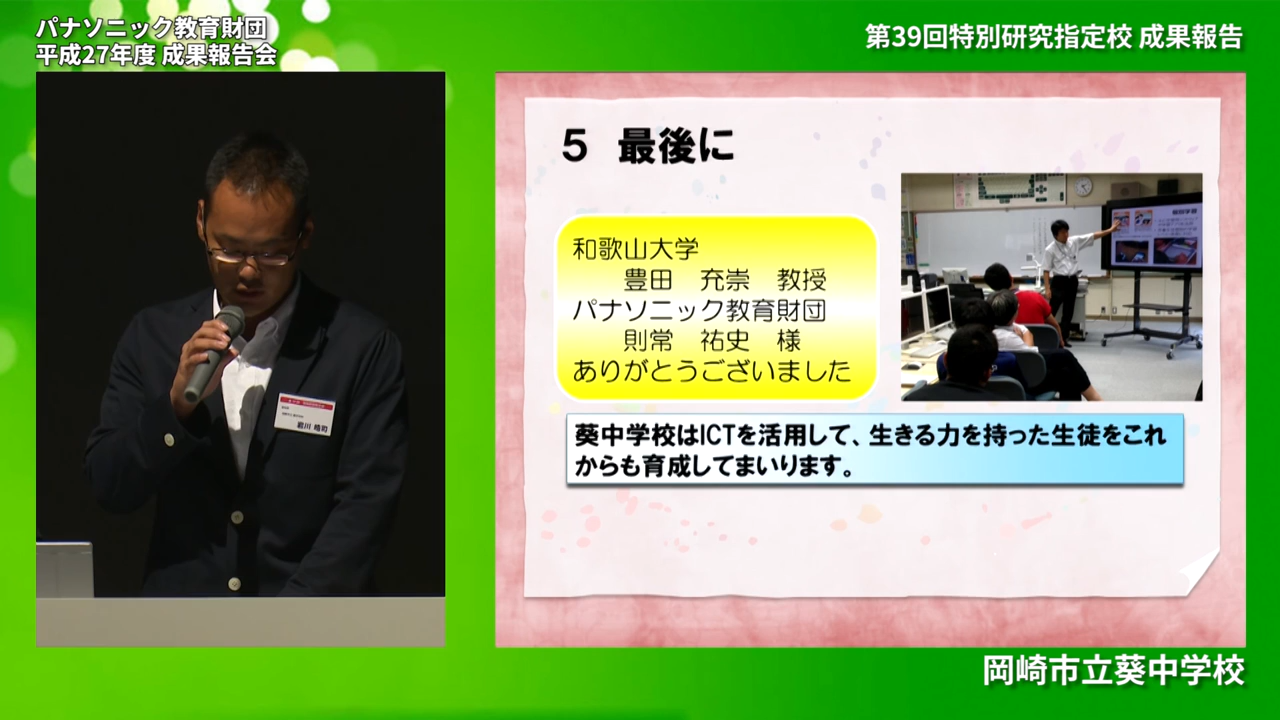 パナソニック教育財団
平成27年度 成果報告会
第39回特別研究指定校 成果報告
5 最後に
和歌山大学
豊田 充崇 教授
パナソニック教育財団
則常 祐史 様
ありがとうございました
葵中学校はICTを活用して、生きる力を持った生徒をこれ
からも育成してまいります。
岡崎市立葵中学校